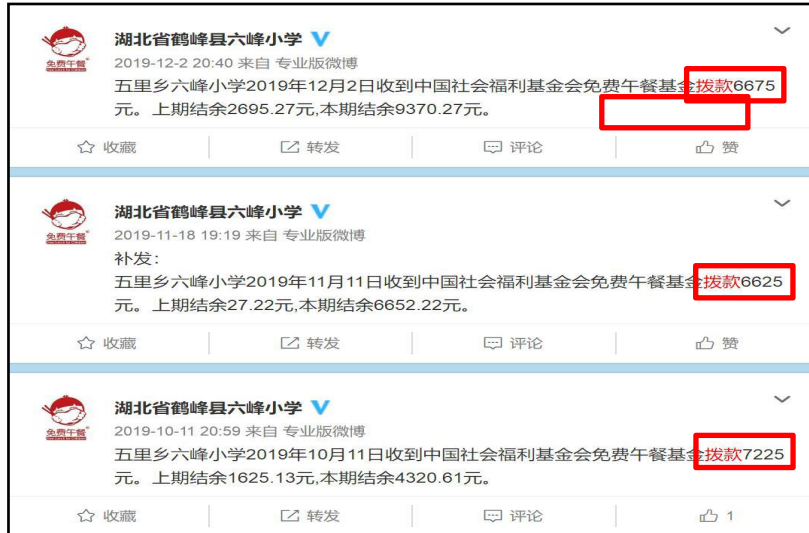 湖北省鹤峰县六峰小学 V
2019-12-2 20:40 来自 专业版微博
免费午餐
五里乡六峰小学2019年12月2日收到中国社会福利基金会免费午餐基金拨款6675
元。上期结余2695.27元,本期结余9370.27元。
收藏 转发 评论 赞
湖北省鹤峰县六峰小学 V
2019-11-18 19:19 来自 专业版微博
免费午餐
补发：
五里乡六峰小学2019年11月11日收到中国社会福利基金会免费午餐基金拨款6625
元。上期结余27.22元,本期结余6652.22元。
收藏 转发 评论 赞
湖北省鹤峰县六峰小学 V
2019-10-11 20:59 来自 专业版微博
免费午餐
五里乡六峰小学2019年10月11日收到中国社会福利基金会免费午餐基金拨款7225
元。上期结余1625.13元,本期结余4320.61元。
收藏 转发 评论 1